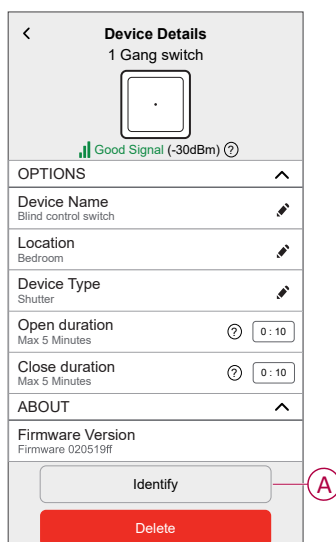 Device Details
1 Gang switch
Good Signal (-30dBm) ?
OPTIONS
Device Name
Blind control switch
Location
Bedroom
Device Type
Shutter
Open duration
Max 5 Minutes
? 0 : 10
Close duration
Max 5 Minutes
? 0 : 10
ABOUT
Firmware Version
Firmware 020519ff
Identify
A
Delete